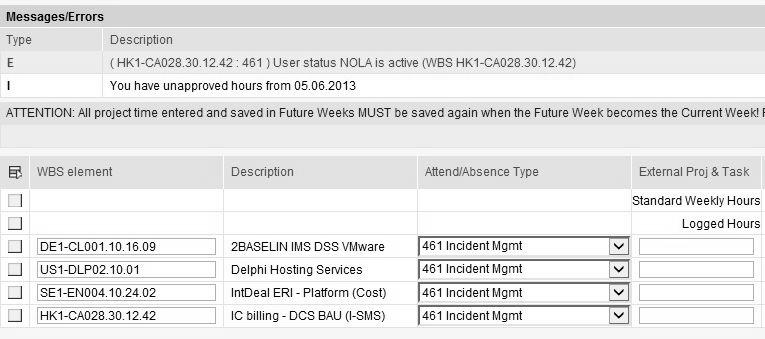 Messages/Errors
Type Description
E ( HK1-CA028.30.12.42 : 461 ) User status NOLA is active (WBS HK1-CA028.30.12.42)
I You have unapproved hours from 05.06.2013
ATTENTION: All project time entered and saved in Future Weeks MUST be saved again when the Future Week becomes the Current Week!
WBS element Description Attend/Absence Type External Proj & Task
Standard Weekly Hours
Logged Hours
DE1-CL001.10.16.09 2BASELIN IMS DSS VMware 461 Incident Mgmt
US1-DLP02.10.01 Delphi Hosting Services 461 Incident Mgmt
SE1-EN004.10.24.02 IntDeal ERI - Platform (Cost) 461 Incident Mgmt
HK1-CA028.30.12.42 IC billing - DCS BAU (I-SMS) 461 Incident Mgmt